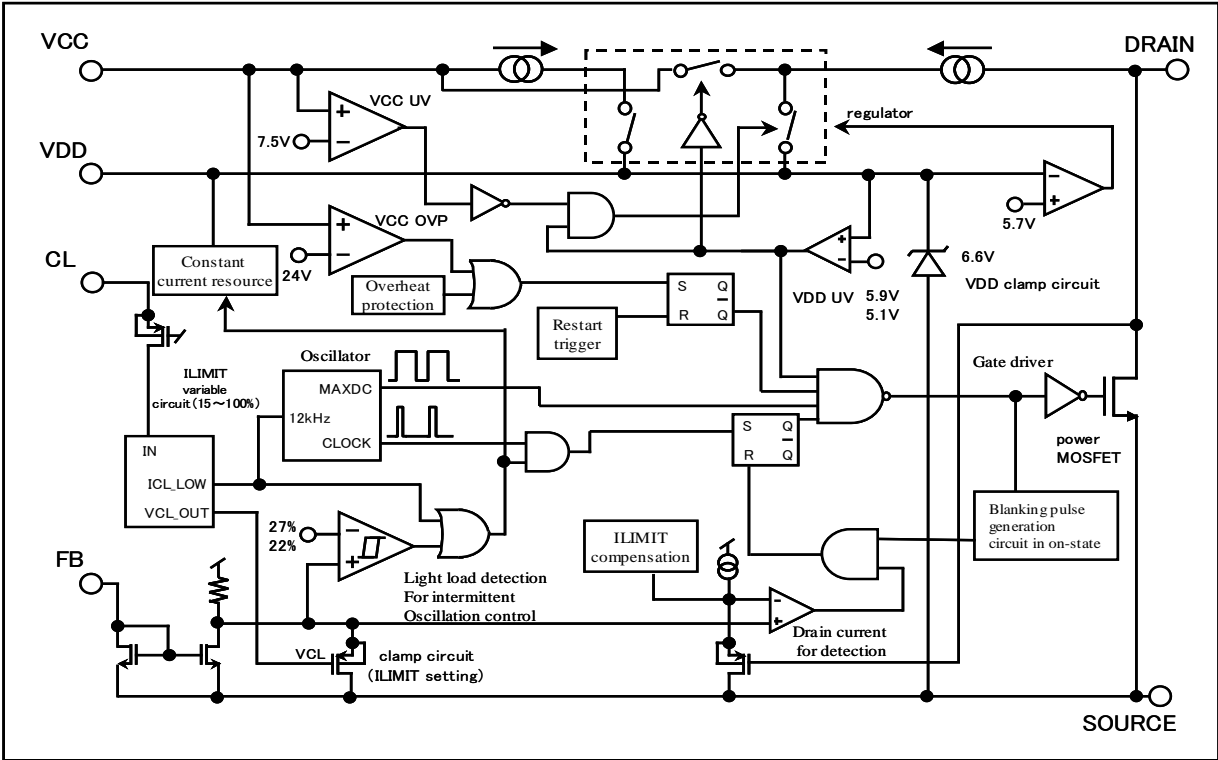 VCC
DRAIN
VCC UV
7.5V
regulator
VDD
5.7V
VCC OVP
24V
CL
Constant
current resource
Overheat
protection
VDD UV
5.9V
5.1V
6.6V
VDD clamp circuit
S Q
R Q
Restart
trigger
ILIMIT
variable
circuit(15～100%)
Oscillator
MAXDC
12kHz
CLOCK
Gate driver
power
MOSFET
S Q
R Q
IN
ICL_LOW
VCL_OUT
27%
22%
ILIMIT
compensation
Blanking pulse
generation
circuit in on-state
FB
Light load detection
For intermittent
Oscillation control
Drain current
for detection
VCL
clamp circuit
(ILIMIT setting)
SOURCE